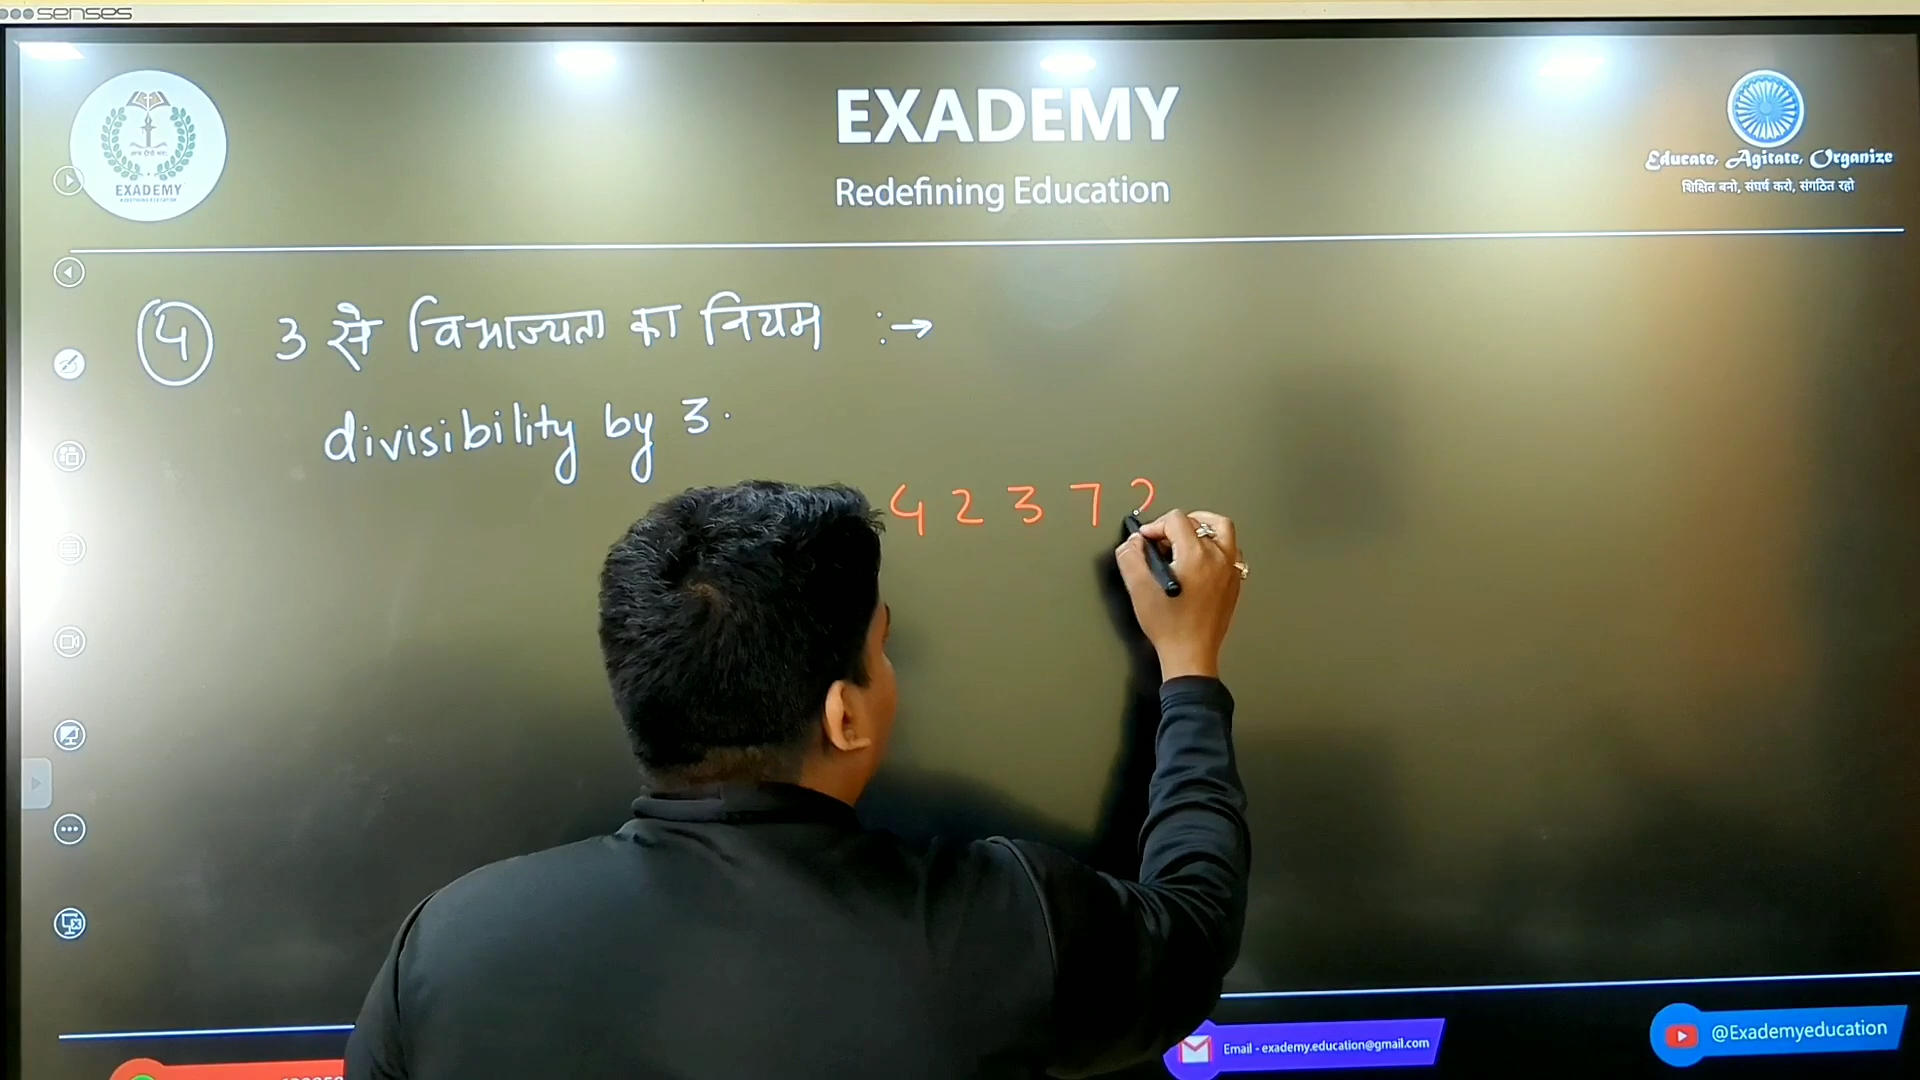 senses
EXADEMY
Redefining Education
EXADEMY
Educate, Agitate, Organize
शिक्षित बनो, संघर्ष करो, संगठित रहो
4 3 से विभाज्यता का नियम :→
divisibility by 3.
4 2 3 7 2
Email - exademy.education@gmail.com
@Exademyeducation